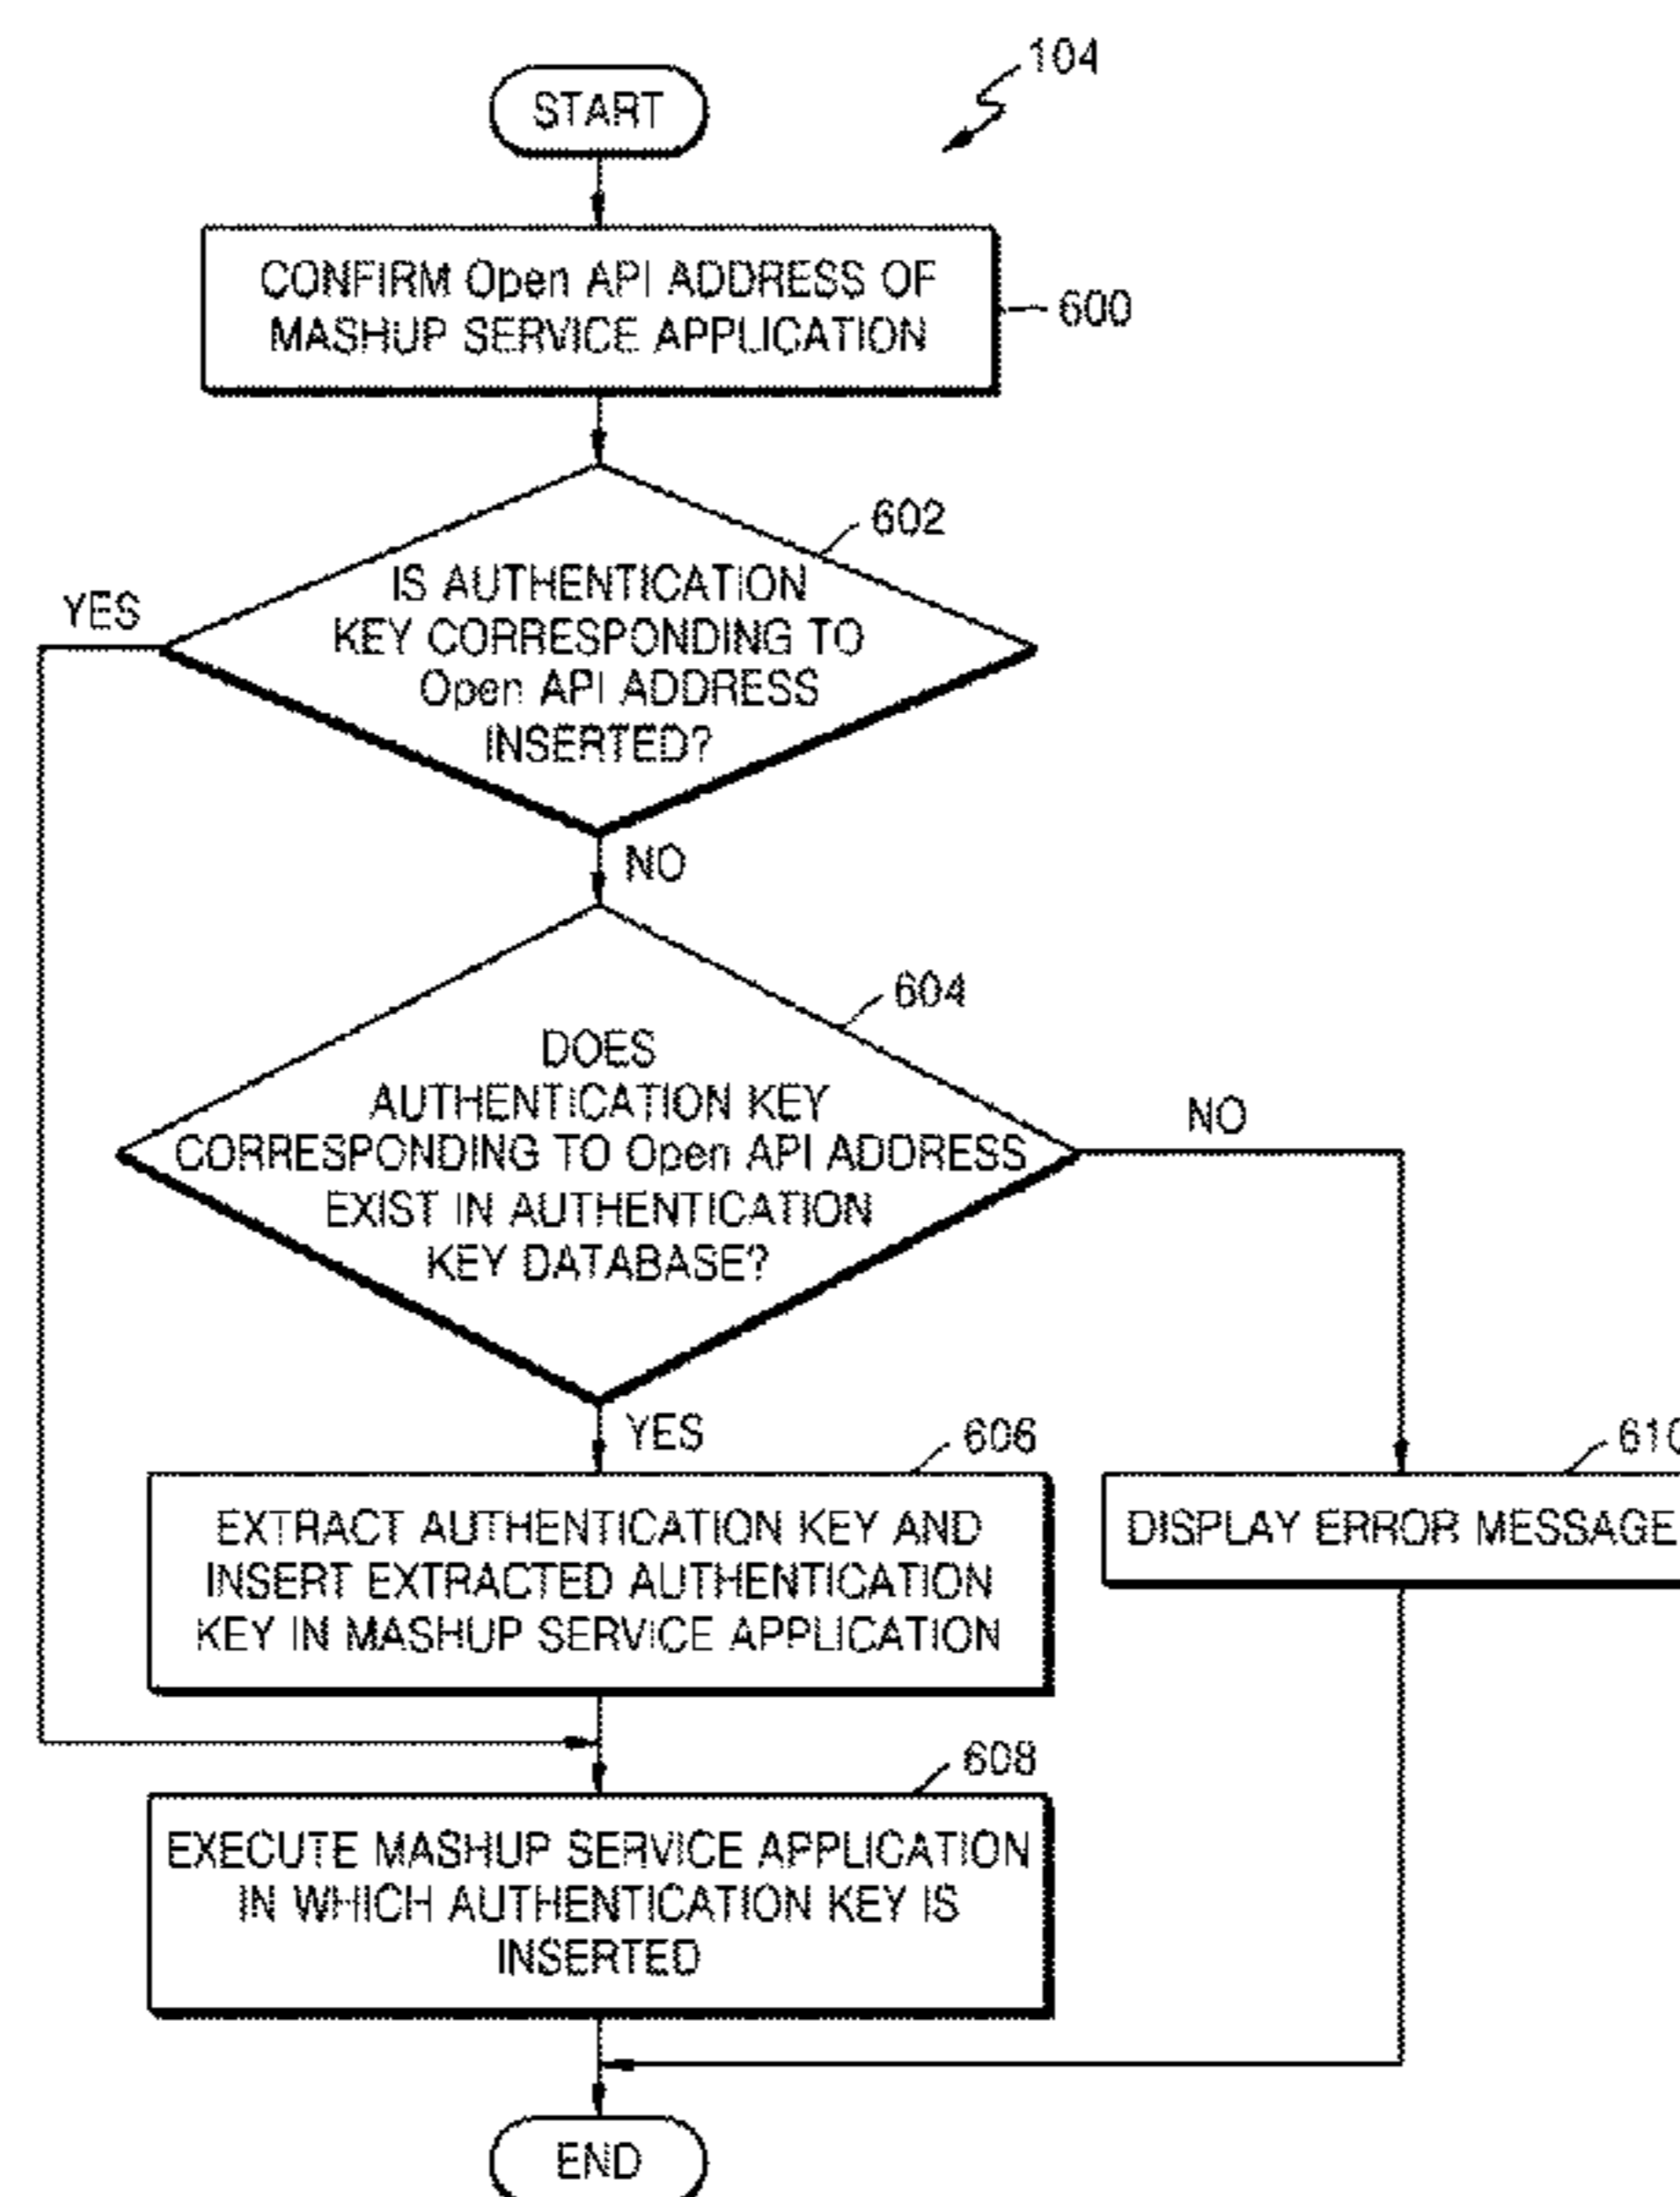 104
START
CONFIRM Open API ADDRESS OF
MASHUP SERVICE APPLICATION
600
602
IS AUTHENTICATION
KEY CORRESPONDING TO
Open API ADDRESS
INSERTED?
YES
NO
604
DOES
AUTHENTICATION KEY
CORRESPONDING TO Open API ADDRESS
EXIST IN AUTHENTICATION
KEY DATABASE?
NO
YES
606
EXTRACT AUTHENTICATION KEY AND
INSERT EXTRACTED AUTHENTICATION
KEY IN MASHUP SERVICE APPLICATION
610
DISPLAY ERROR MESSAGE
608
EXECUTE MASHUP SERVICE APPLICATION
IN WHICH AUTHENTICATION KEY IS
INSERTED
END